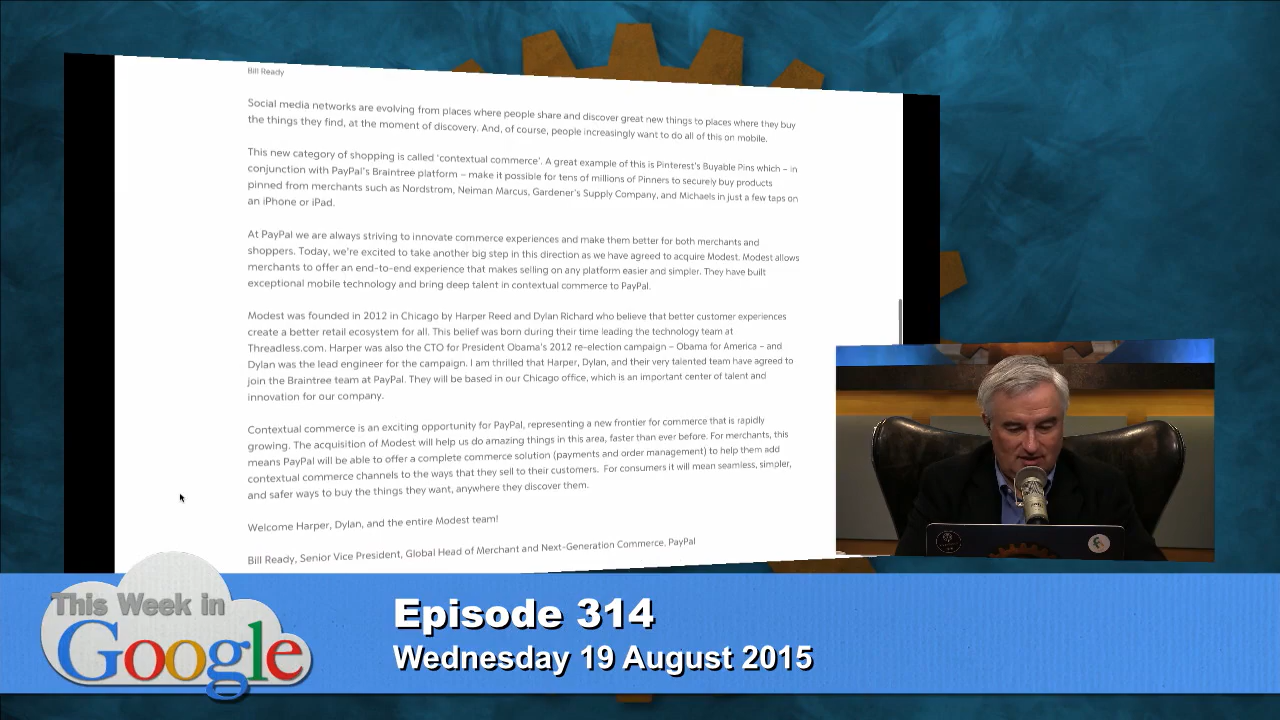 Bill Ready
Social media networks are evolving from places where people share and discover great new things to places where they buy
the things they find, at the moment of discovery. And, of course, people increasingly want to do all of this on mobile.
This new category of shopping is called ‘contextual commerce’. A great example of this is Pinterest’s Buyable Pins which – in
conjunction with PayPal’s Braintree platform – make it possible for tens of millions of Pinners to securely buy products
pinned from merchants such as Nordstrom, Neiman Marcus, Gardener’s Supply Company, and Michaels in just a few taps on
an iPhone or iPad.
At PayPal we are always striving to innovate commerce experiences and make them better for both merchants and
shoppers. Today, we’re excited to take another big step in this direction as we have agreed to acquire Modest. Modest allows
merchants to offer an end-to-end experience that makes selling on any platform easier and simpler. They have built
exceptional mobile technology and bring deep talent in contextual commerce to PayPal.
Modest was founded in 2012 in Chicago by Harper Reed and Dylan Richard who believe that better customer experiences
create a better retail ecosystem for all. This belief was born during their time leading the technology team at
Threadless.com. Harper was also the CTO for President Obama’s 2012 re-election campaign – Obama for America – and
Dylan was the lead engineer for the campaign. I am thrilled that Harper, Dylan, and their very talented team have agreed to
join the Braintree team at PayPal. They will be based in our Chicago office, which is an important center of talent and
innovation for our company.
Contextual commerce is an exciting opportunity for PayPal, representing a new frontier for commerce that is rapidly
growing. The acquisition of Modest will help us do amazing things in this area, faster than ever before. For merchants, this
means PayPal will be able to offer a complete commerce solution (payments and order management) to help them add
contextual commerce channels to the ways that they sell to their customers. For consumers it will mean seamless, simpler,
and safer ways to buy the things they want, anywhere they discover them.
Welcome Harper, Dylan, and the entire Modest team!
Bill Ready, Senior Vice President, Global Head of Merchant and Next-Generation Commerce, PayPal
This Week in
Google
Episode 314
Wednesday 19 August 2015